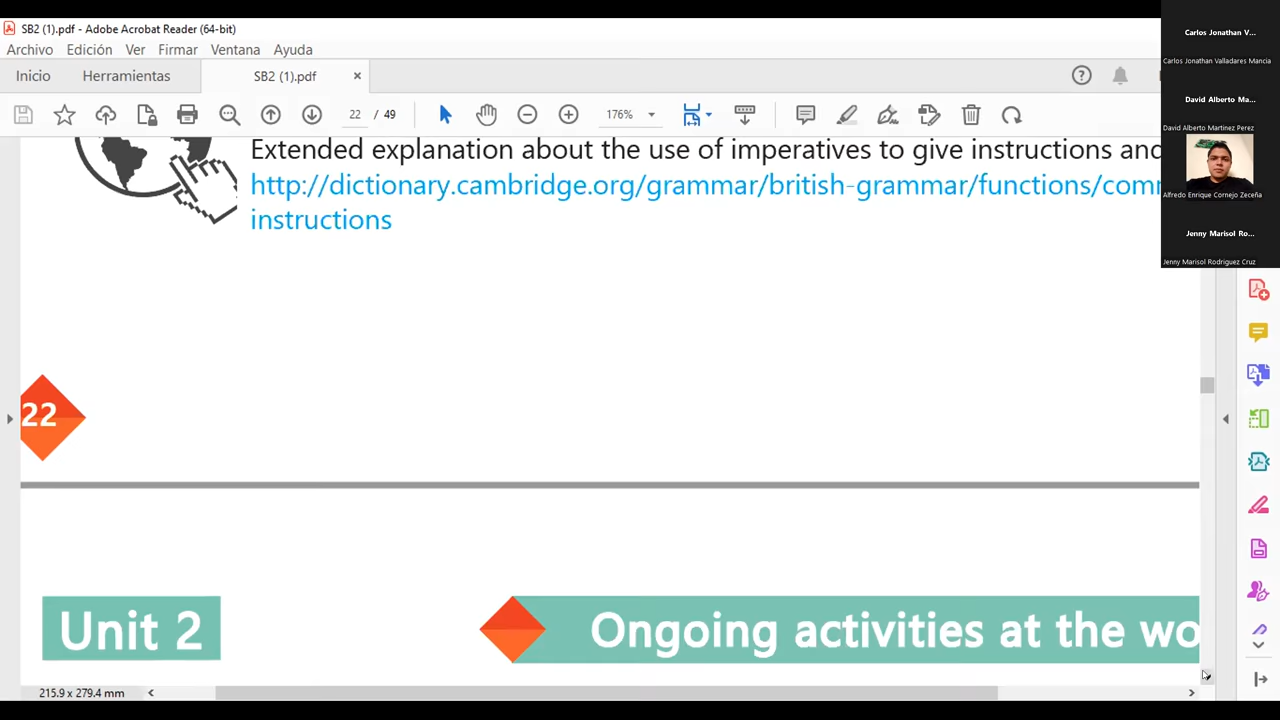 SB2 (1).pdf - Adobe Acrobat Reader (64-bit)
Archivo Edición Ver Firmar Ventana Ayuda
Inicio Herramientas SB2 (1).pdf ×
22 / 49 176%
Extended explanation about the use of imperatives to give instructions and
http://dictionary.cambridge.org/grammar/british-grammar/functions/com
instructions
22
Unit 2
Ongoing activities at the wo
215.9 x 279.4 mm
Carlos Jonathan V...
Carlos Jonathan Valladares Mancia
David Alberto Ma...
David Alberto Martinez Perez
Alfredo Enrique Cornejo Zeceña
Jenny Marisol Ro...
Jenny Marisol Rodriguez Cruz